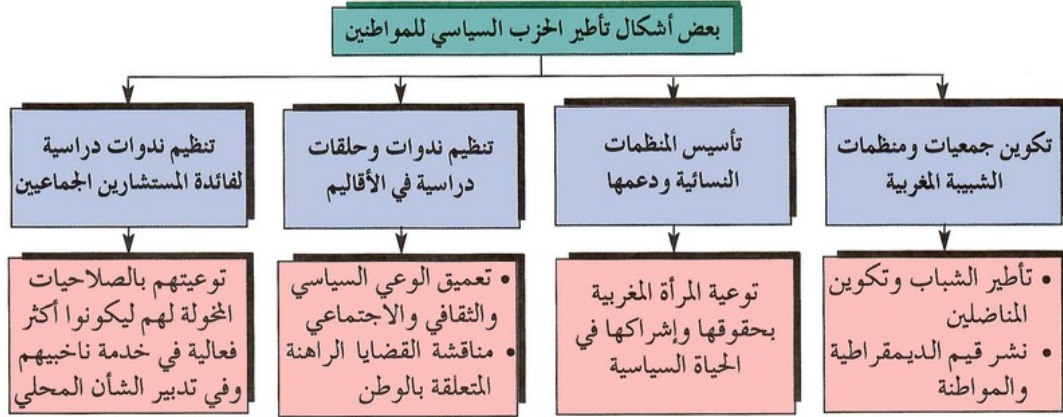 بعض أشكال تأطير الحزب السياسي للمواطنين
تكوين جمعيات ومنظمات
الشبيبة المغربية
تأسيس المنظمات
النسائية ودعمها
تنظيم ندوات وحلقات
دراسية في الأقاليم
تنظيم ندوات دراسية
لفائدة المستشارين الجماعيين
• تأطير الشباب وتكوين
المناضلين
• نشر قيم الديمقراطية
والمواطنة
توعية المرأة المغربية
بحقوقها وإشراكها في
الحياة السياسية
• تعميق الوعي السياسي
والثقافي والاجتماعي
• مناقشة القضايا الراهنة
المتعلقة بالوطن
توعيتهم بالصلاحيات
المخولة لهم ليكونوا أكثر
فعالية في خدمة ناخبيهم
وفي تدبير الشأن المحلي